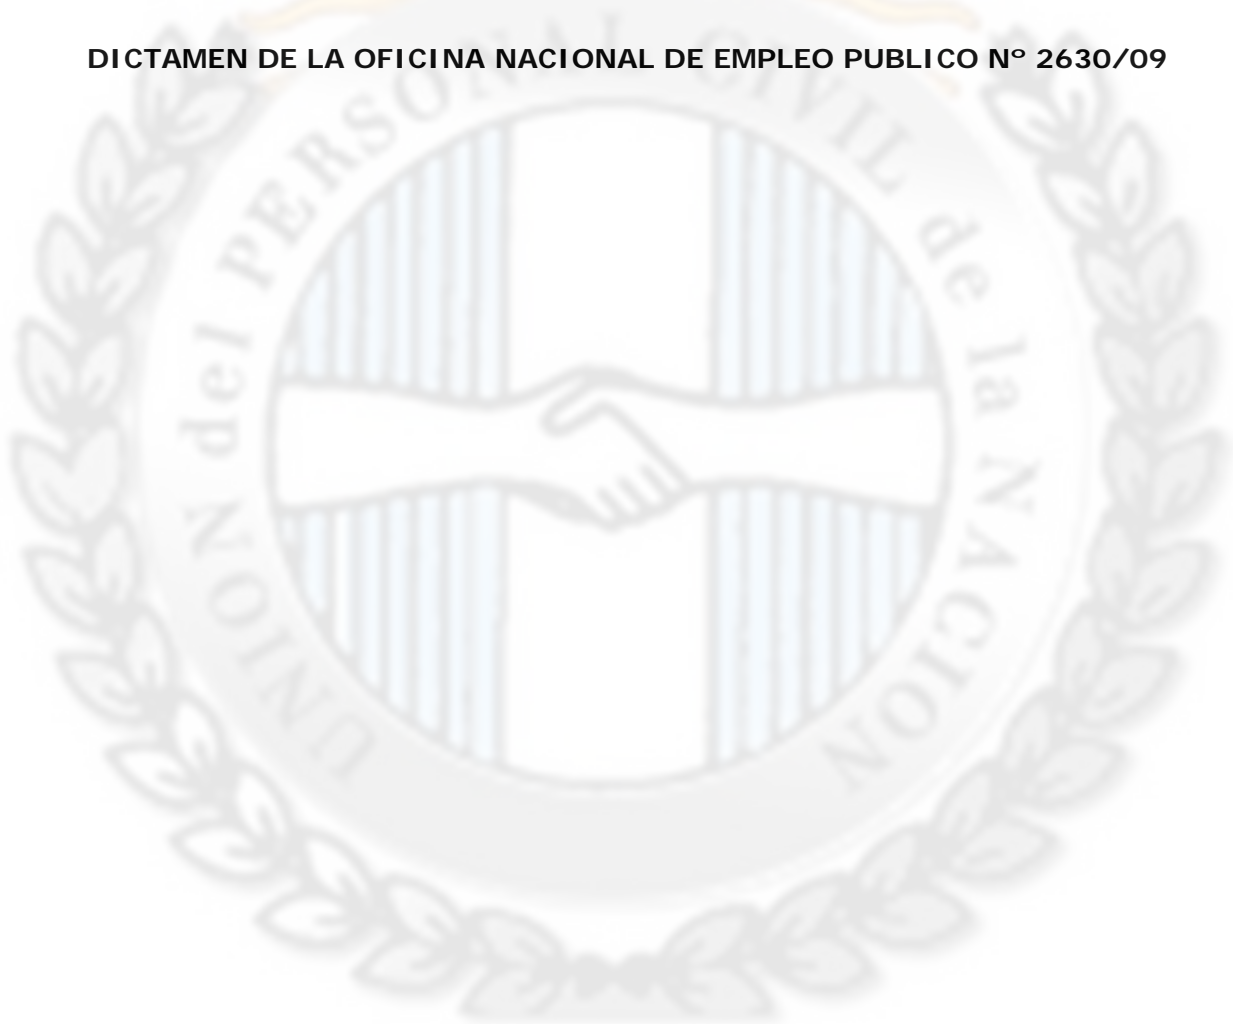 DICTAMEN DE LA OFICINA NACIONAL DE EMPLEO PUBLICO Nº 2630/09
UNION del PERSONAL CIVIL de la NACION